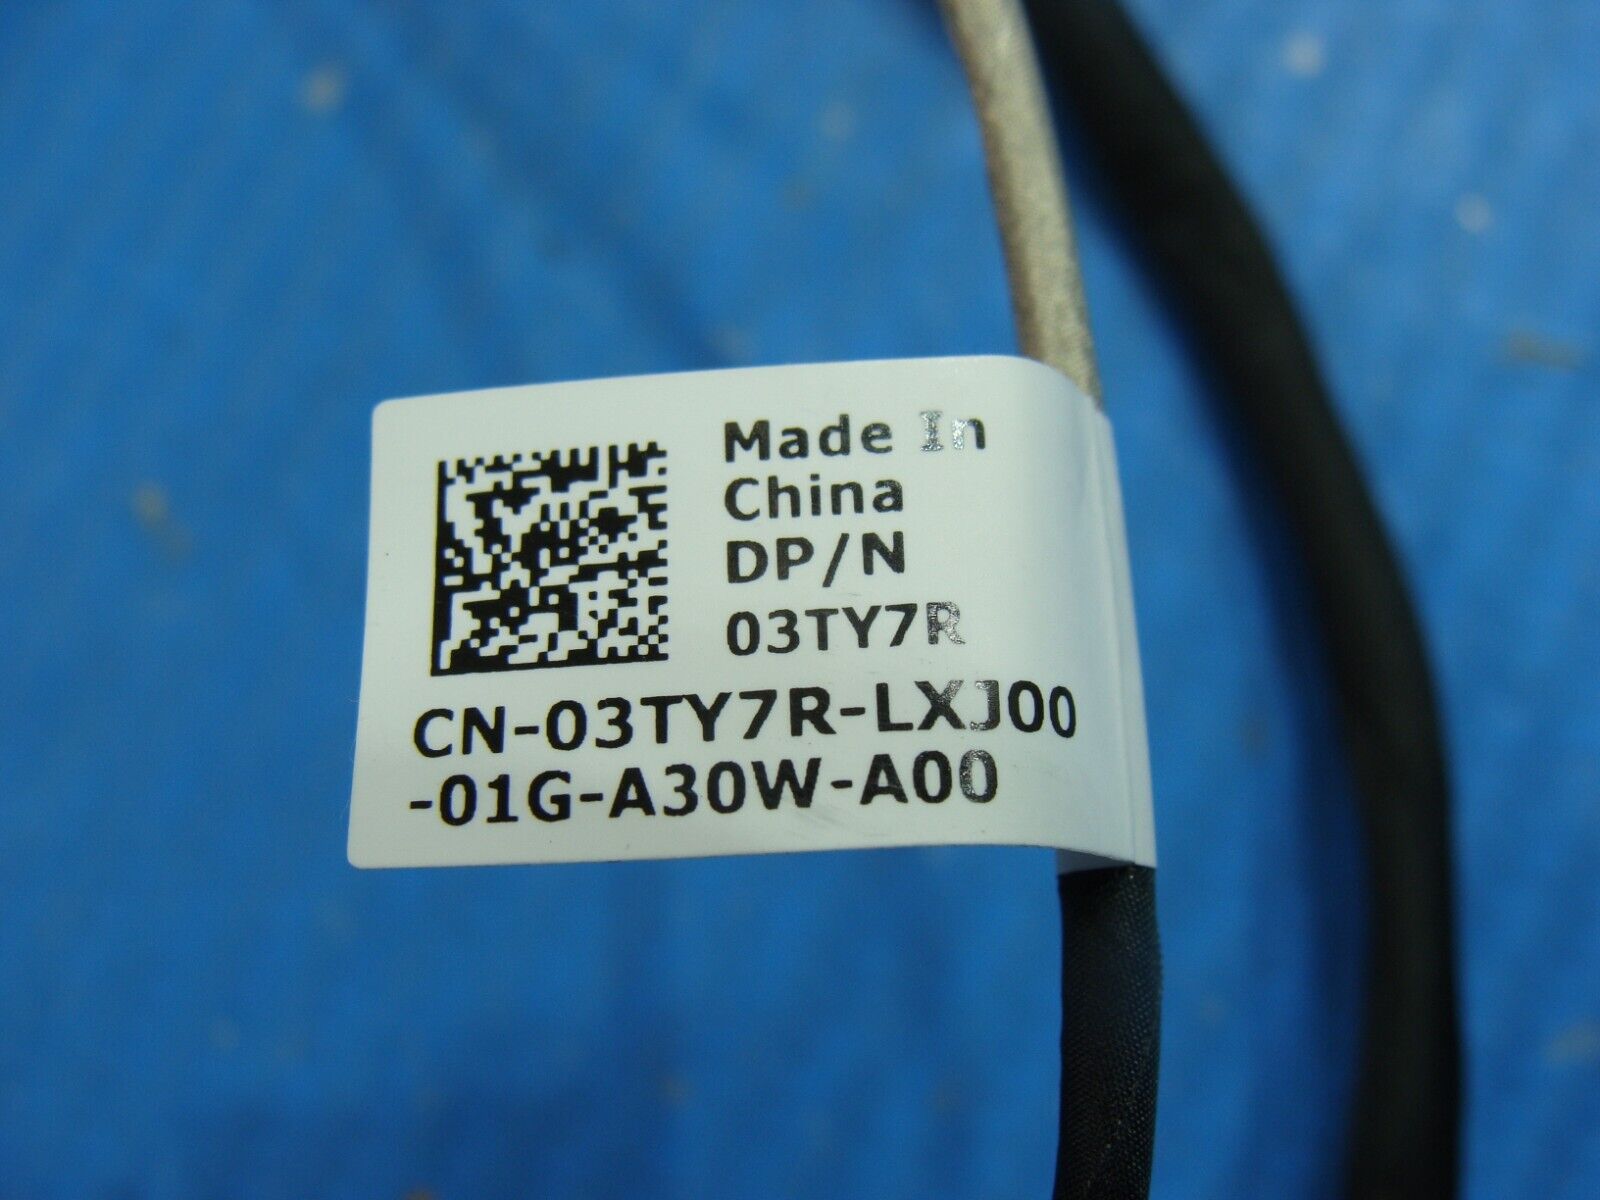 Made In
China
DP/N
03TY7R
CN-03TY7R-LXJ00
-01G-A30W-A00